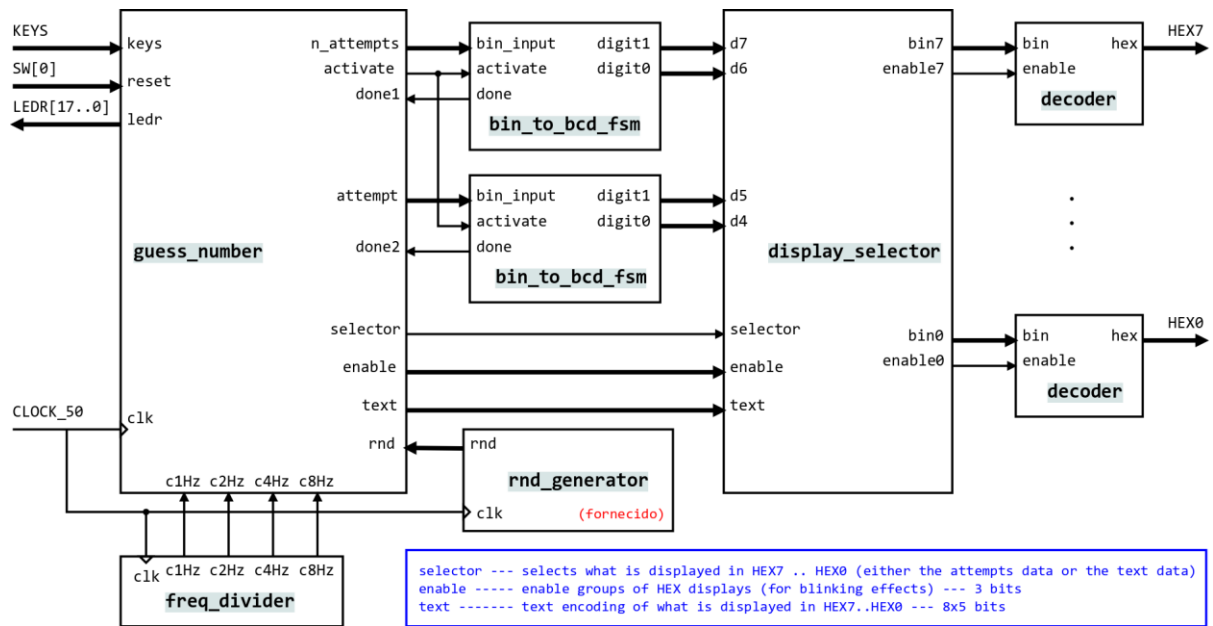 KEYS
keys
SW[0]
reset
LEDR[17..0]
ledr
n_attempts
activate
done1
attempt
done2
guess_number
selector
enable
text
rnd
CLOCK_50
clk
c1Hz c2Hz c4Hz c8Hz
bin_input digit1
activate digit0
done
bin_to_bcd_fsm
bin_input digit1
activate digit0
done
bin_to_bcd_fsm
d7
d6
d5
d4
display_selector
selector
enable
text
bin7
enable7
bin0
enable0
bin hex
enable
decoder
HEX7
.
.
.
bin hex
enable
decoder
HEX0
rnd
rnd_generator
clk (fornecido)
clk c1Hz c2Hz c4Hz c8Hz
freq_divider
selector --- selects what is displayed in HEX7 .. HEX0 (either the attempts data or the text data)
enable ----- enable groups of HEX displays (for blinking effects) --- 3 bits
text ------- text encoding of what is displayed in HEX7..HEX0 --- 8x5 bits